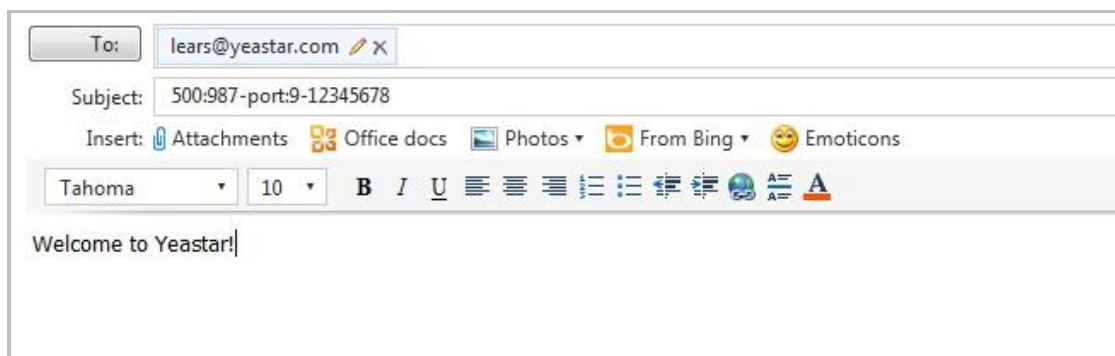 To: lears@yeastar.com
Subject: 500:987-port:9-12345678
Insert: Attachments Office docs Photos From Bing Emoticons
Tahoma 10 B I U A
Welcome to Yeastar!